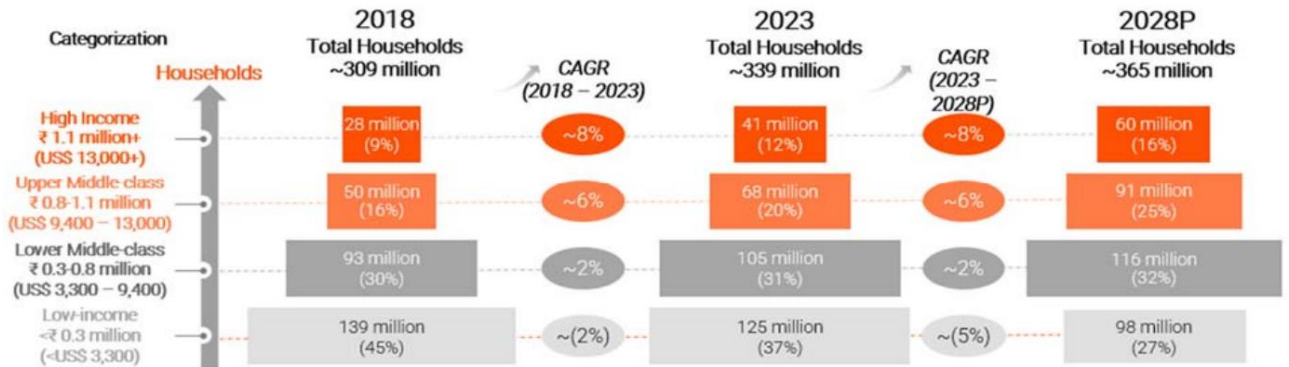 Categorization
Households
2018
Total Households
~309 million
CAGR
(2018 – 2023)
2023
Total Households
~339 million
CAGR
(2023 –
2028P)
2028P
Total Households
~365 million
High Income
₹ 1.1 million+
(US$ 13,000+)
28 million
(9%)
~8%
41 million
(12%)
~8%
60 million
(16%)
Upper Middle-class
₹ 0.8-1.1 million
(US$ 9,400 – 13,000)
50 million
(16%)
~6%
68 million
(20%)
~6%
91 million
(25%)
Lower Middle-class
₹ 0.3-0.8 million
(US$ 3,300 – 9,400)
93 million
(30%)
~2%
105 million
(31%)
~2%
116 million
(32%)
Low-income
<₹ 0.3 million
(<US$ 3,300)
139 million
(45%)
~(2%)
125 million
(37%)
~(5%)
98 million
(27%)